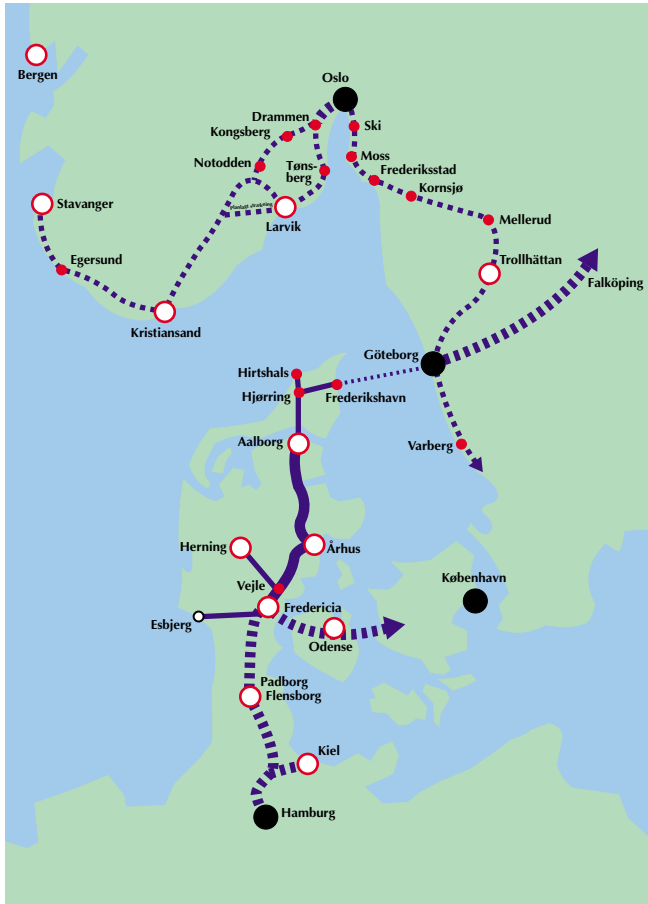 Bergen
Oslo
Drammen
Kongsberg
Ski
Notodden
Tøns-
berg
Moss
Frederiksstad
Kornsjø
Stavanger
Larvik
Mellerud
Egersund
Trollhättan
Falköping
Kristiansand
Göteborg
Hirtshals
Hjørring
Frederikshavn
Aalborg
Varberg
Herning
Århus
Vejle
København
Fredericia
Esbjerg
Odense
Padborg
Flensborg
Kiel
Hamburg